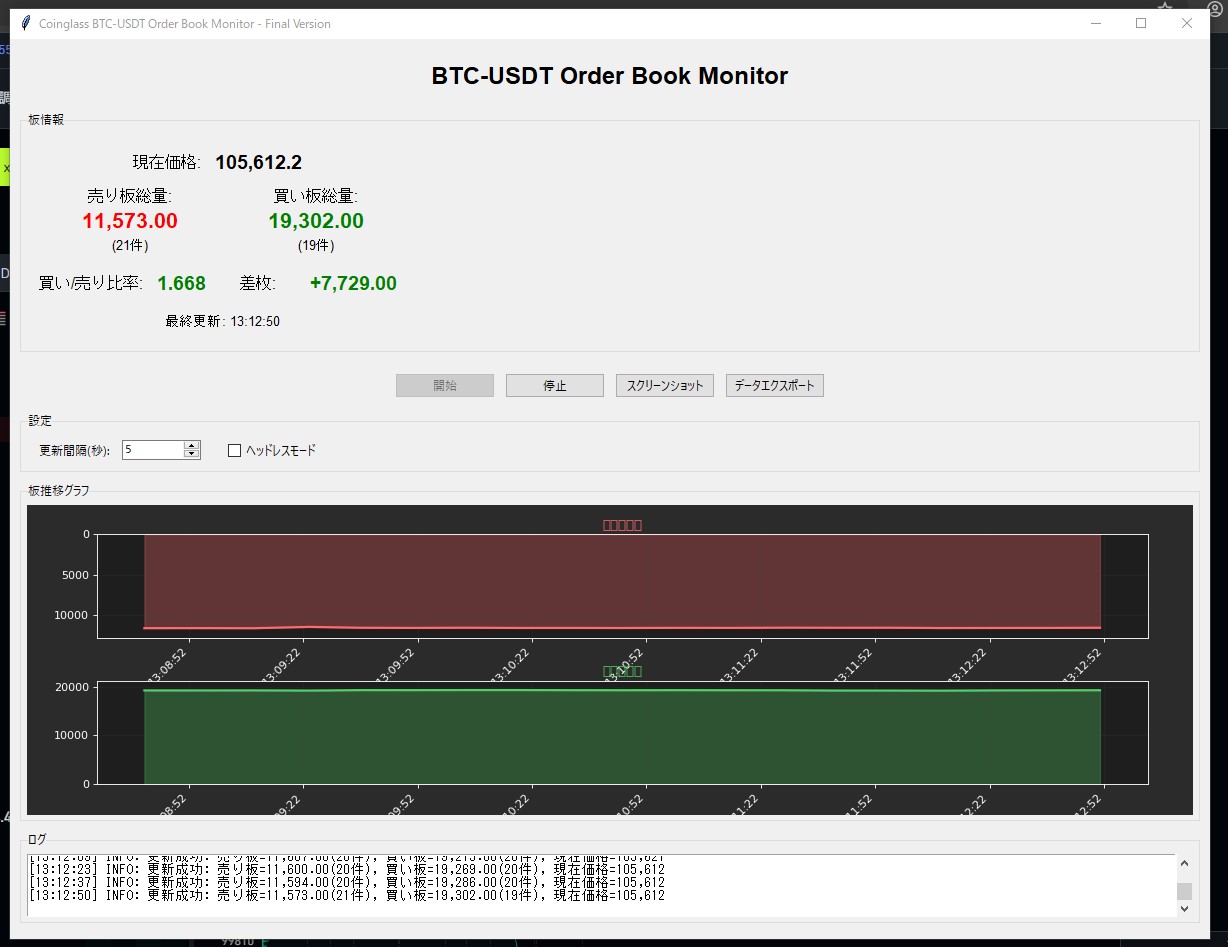 Coinglass BTC-USDT Order Book Monitor - Final Version
BTC-USDT Order Book Monitor
板情報
現在価格: 105,612.2
売り板総量: 買い板総量:
11,573.00 19,302.00
(21件) (19件)
買い/売り比率: 1.668 差枚: +7,729.00
最終更新: 13:12:50
開始 停止 スクリーンショット データエクスポート
設定
更新間隔(秒): 5 ヘッドレスモード
板推移グラフ
0
5000
10000
13:08:52 13:09:22 13:09:52 13:10:22 13:10:52 13:11:22 13:11:52 13:12:22 13:12:52
20000
10000
0
08:52 09:22 09:52 10:22 10:52 11:22 11:52 12:22 12:52
ログ
[13:12:23] INFO: 更新成功: 売り板=11,600.00(20件), 買い板=19,269.00(20件), 現在価格=105,612
[13:12:37] INFO: 更新成功: 売り板=11,594.00(20件), 買い板=19,286.00(20件), 現在価格=105,612
[13:12:50] INFO: 更新成功: 売り板=11,573.00(21件), 買い板=19,302.00(19件), 現在価格=105,612